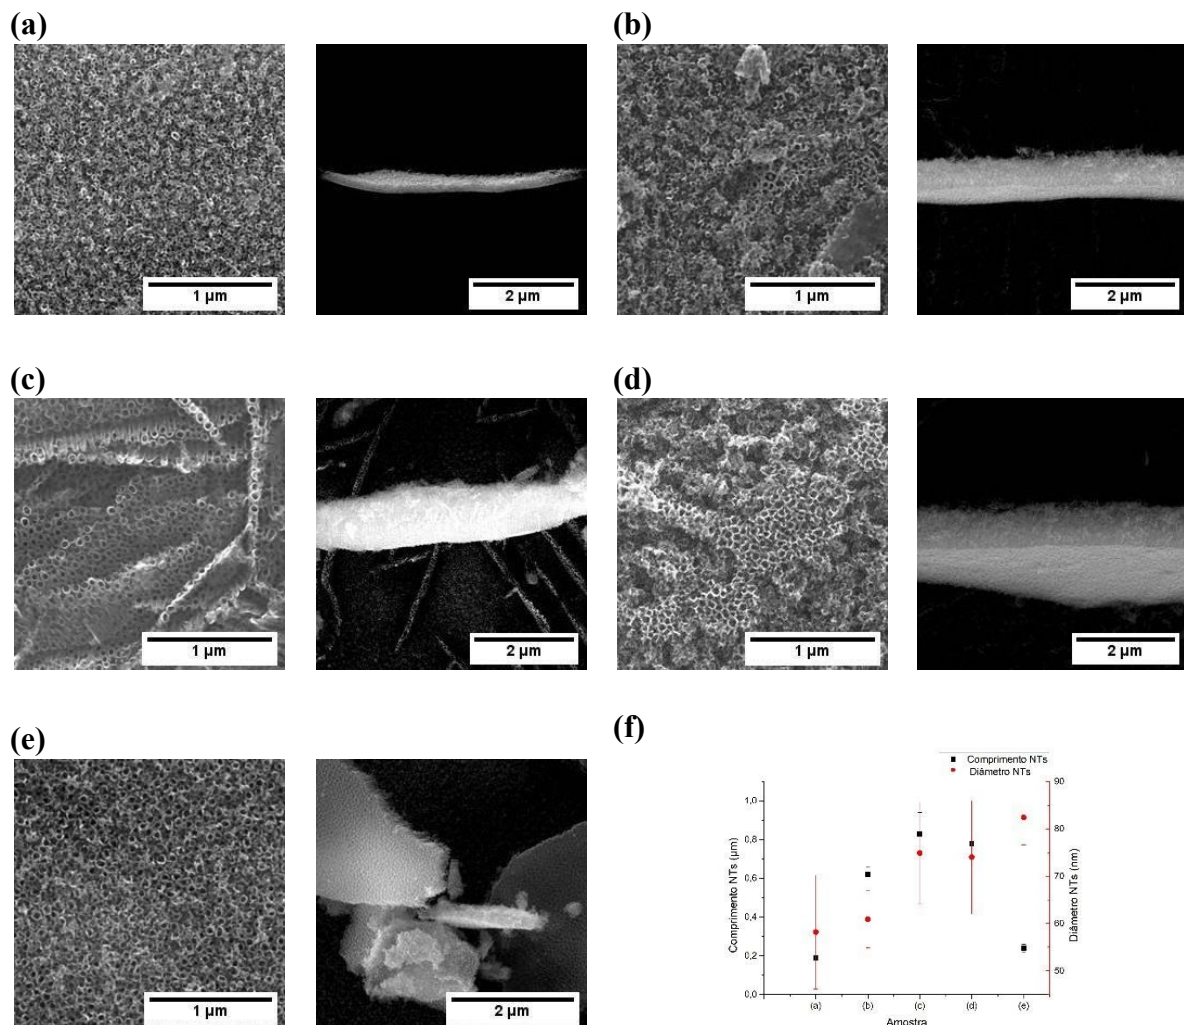 (a)
(b)
1 µm
2 µm
1 µm
2 µm
(c)
(d)
1 µm
2 µm
1 µm
2 µm
(e)
(f)
1 µm
2 µm
Comprimento NTs
Diâmetro NTs
1,0
0,8
0,6
0,4
0,2
0,0
Comprimento NTs (µm)
90
80
70
60
50
Diâmetro NTs (nm)
(a) (b) (c) (d) (e)
Amostra